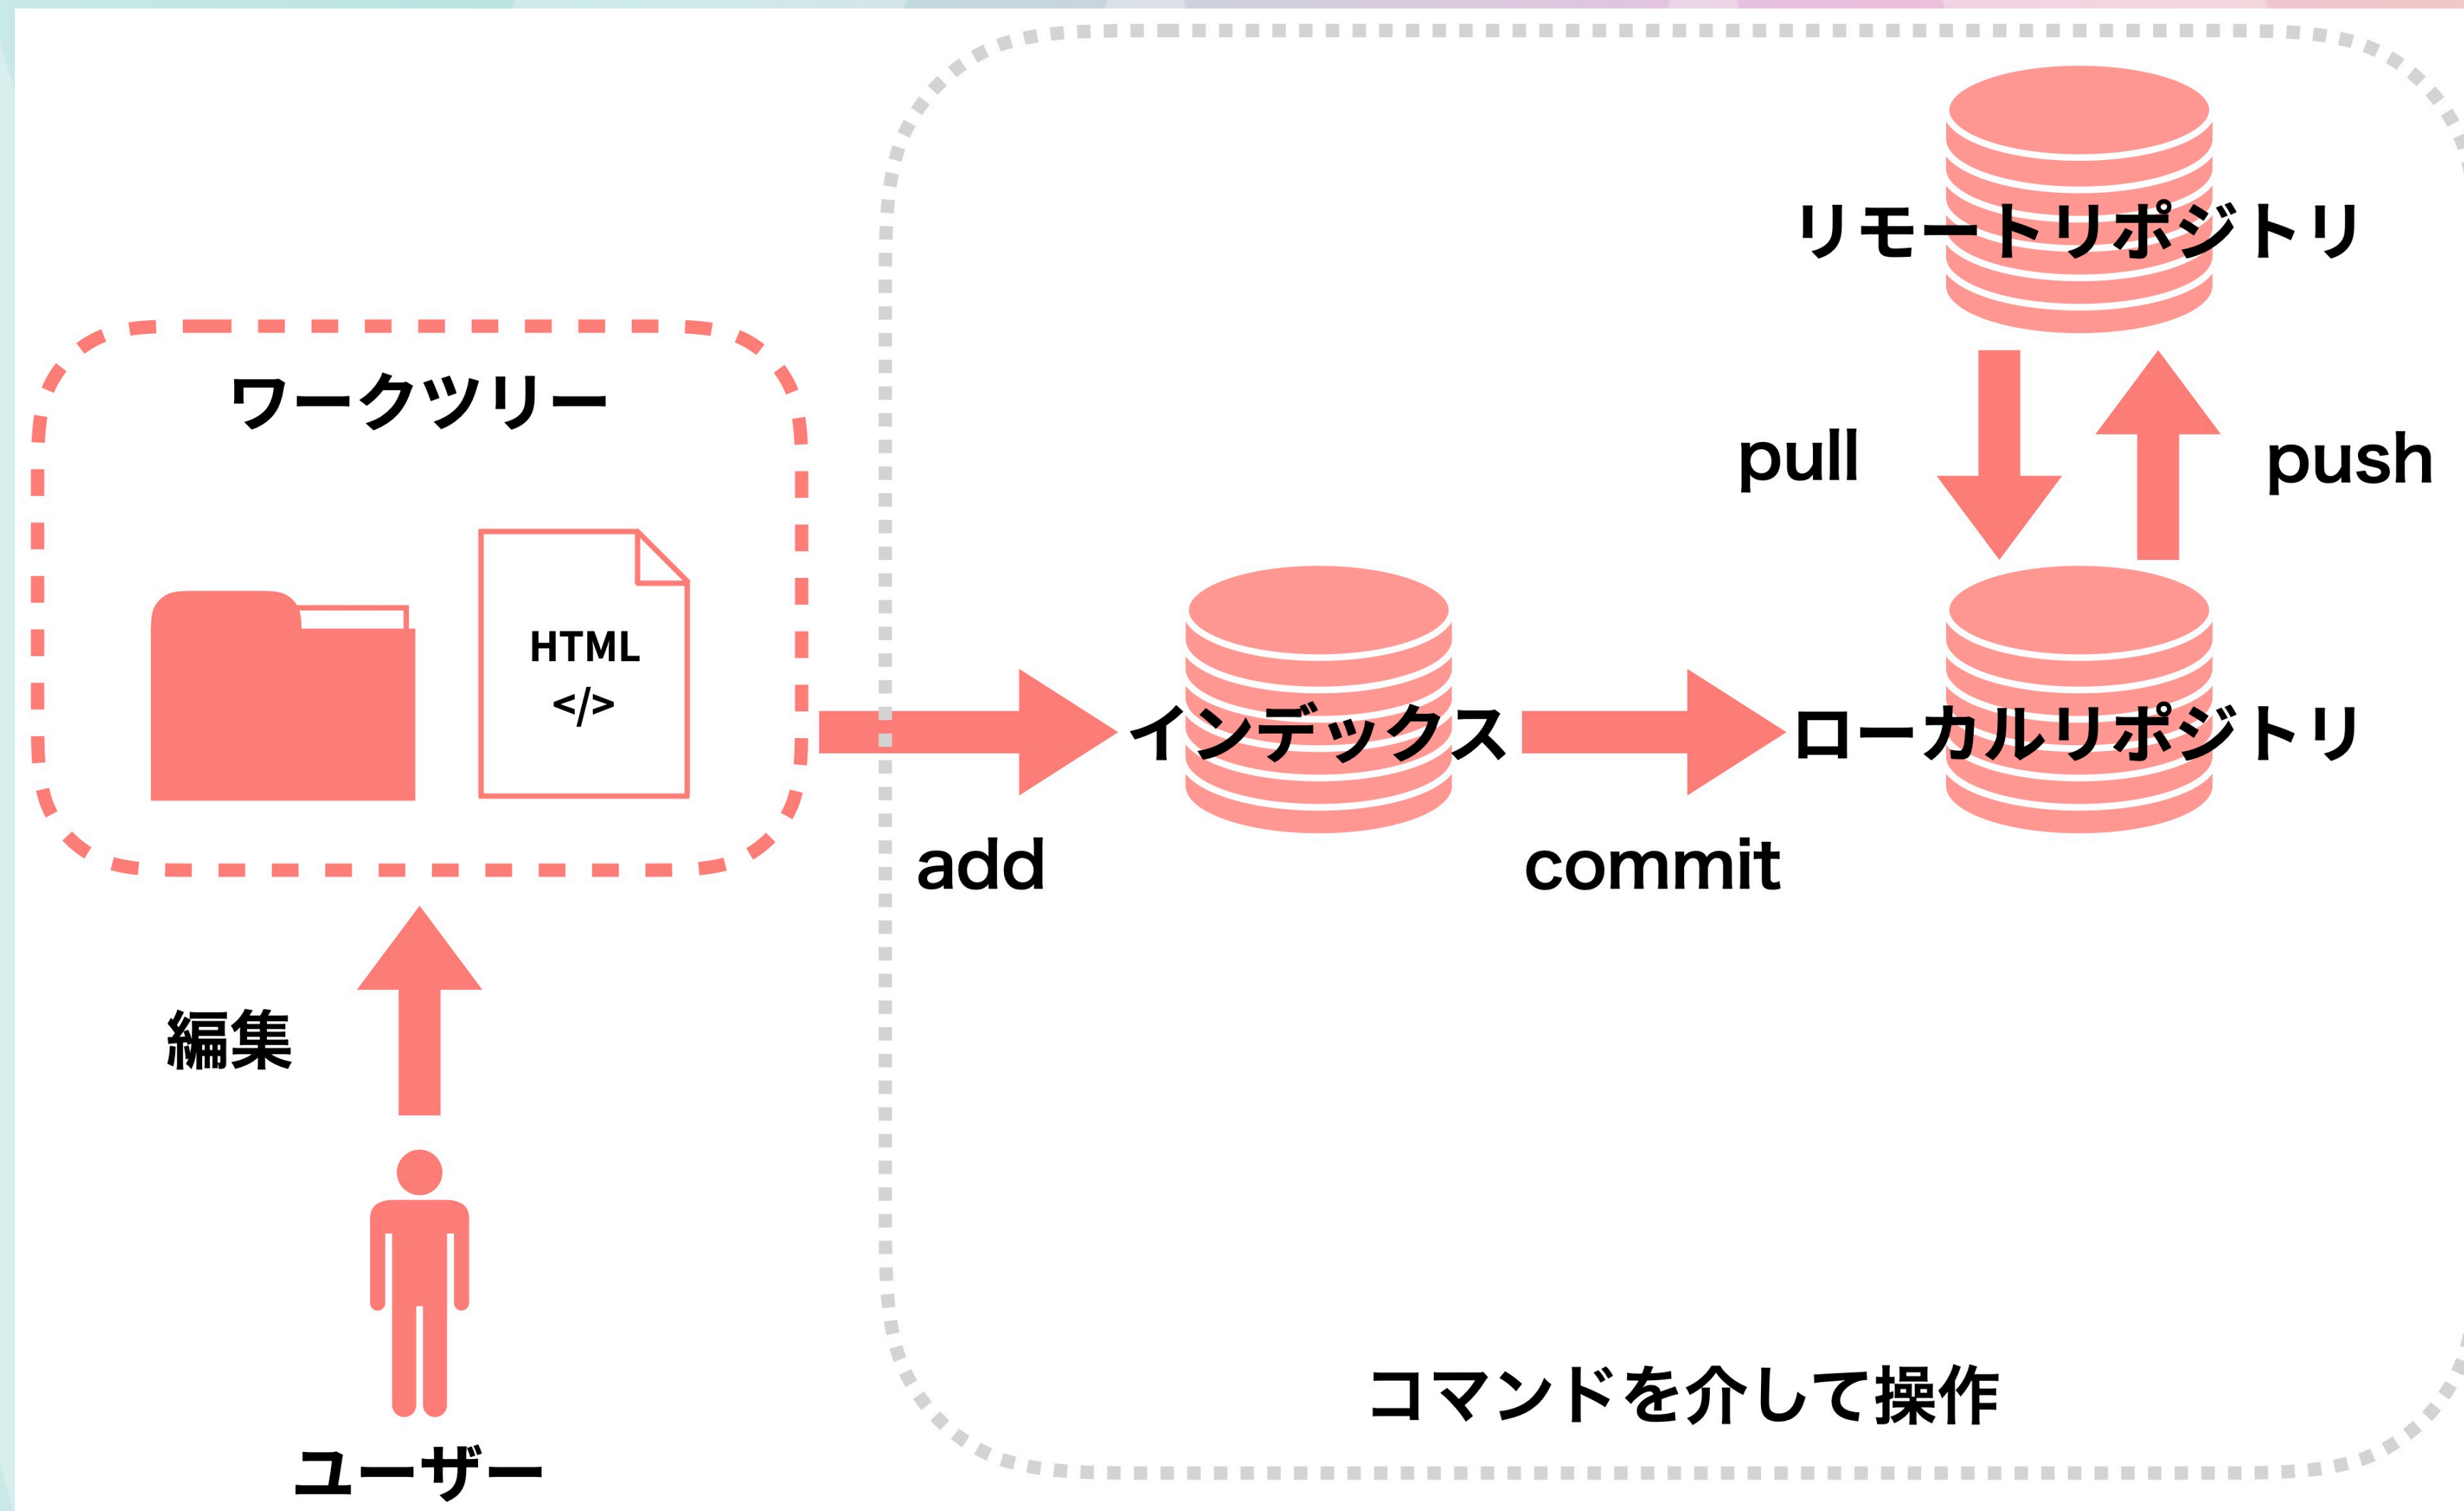 リモートリポジトリ
ワークツリー
pull
push
HTML
</>
インデックス
ローカルリポジトリ
add
commit
編集
コマンドを介して操作
ユーザー